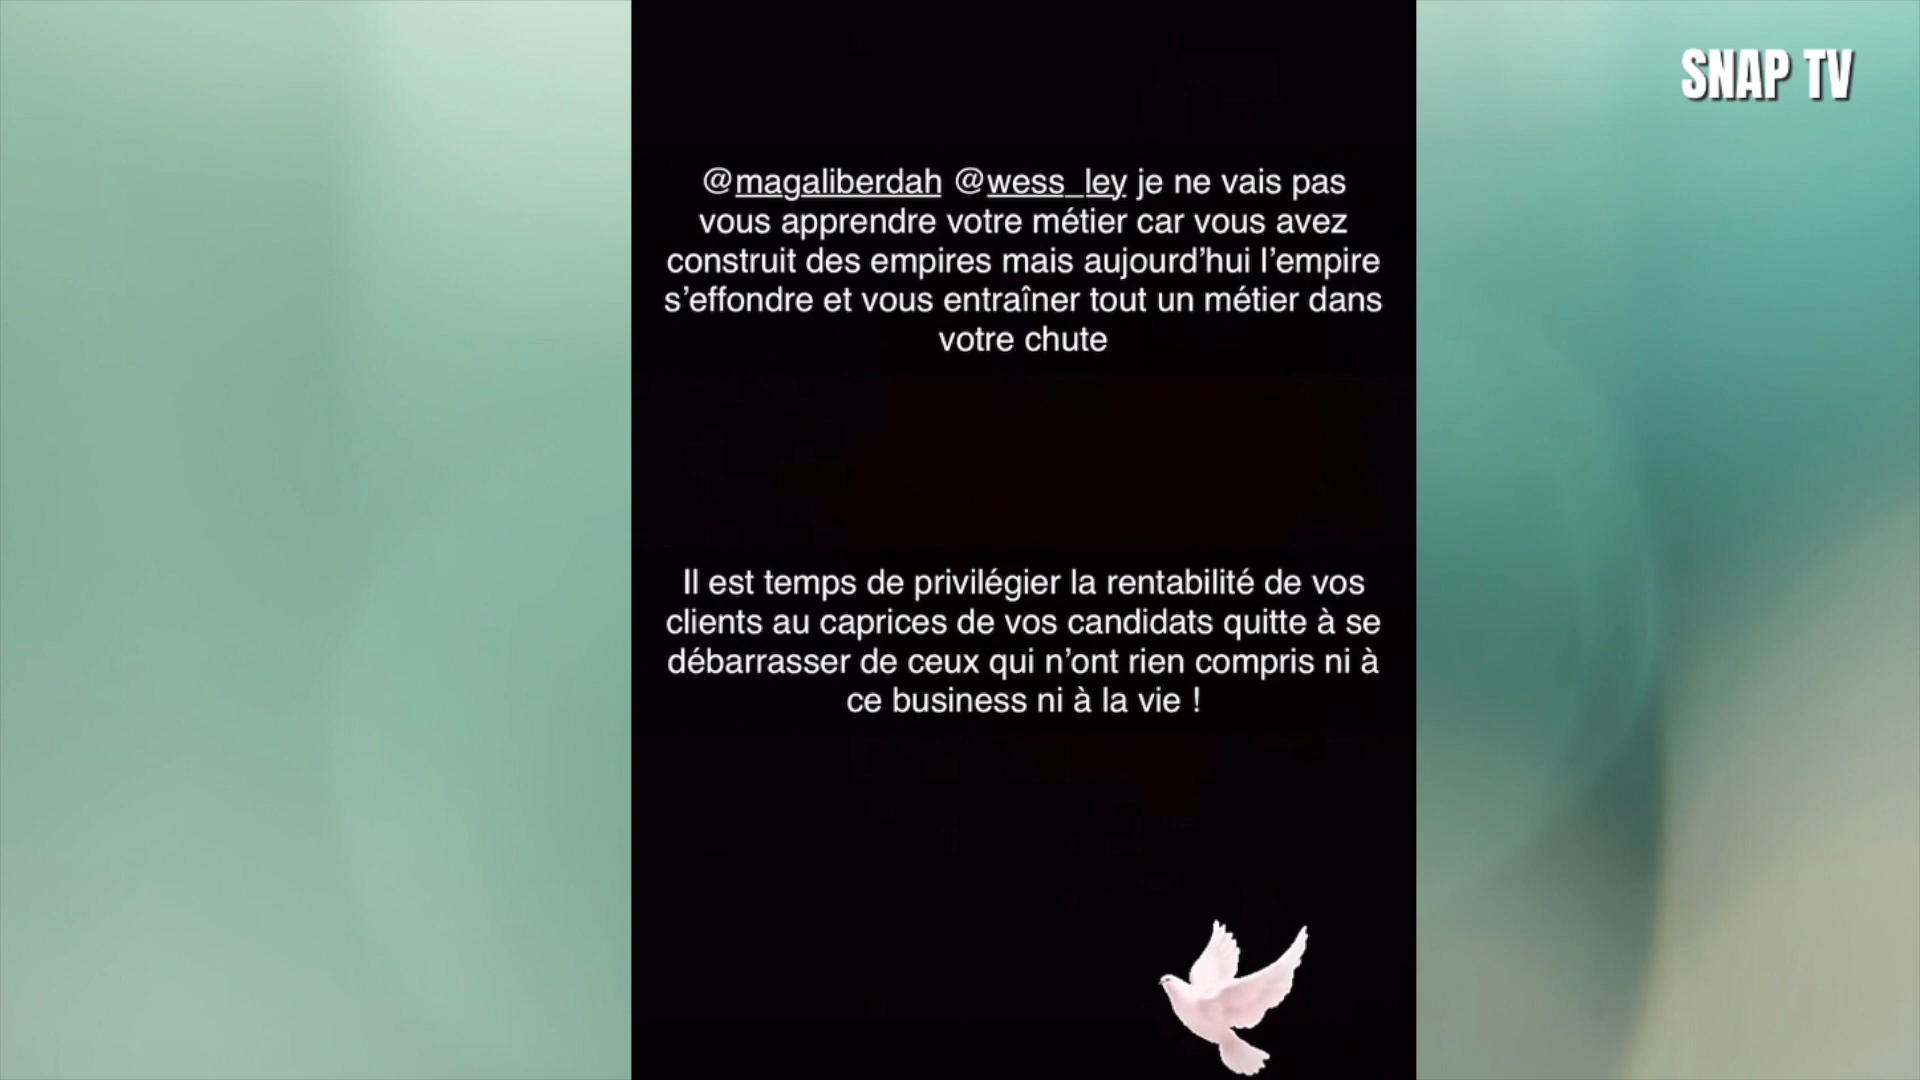 SNAP TV
@magaliberdah @wess_ley je ne vais pas
vous apprendre votre métier car vous avez
construit des empires mais aujourd'hui l'empire
s'effondre et vous entraîner tout un métier dans
votre chute
Il est temps de privilégier la rentabilité de vos
clients au caprices de vos candidats quitte à se
débarrasser de ceux qui n'ont rien compris ni à
ce business ni à la vie !